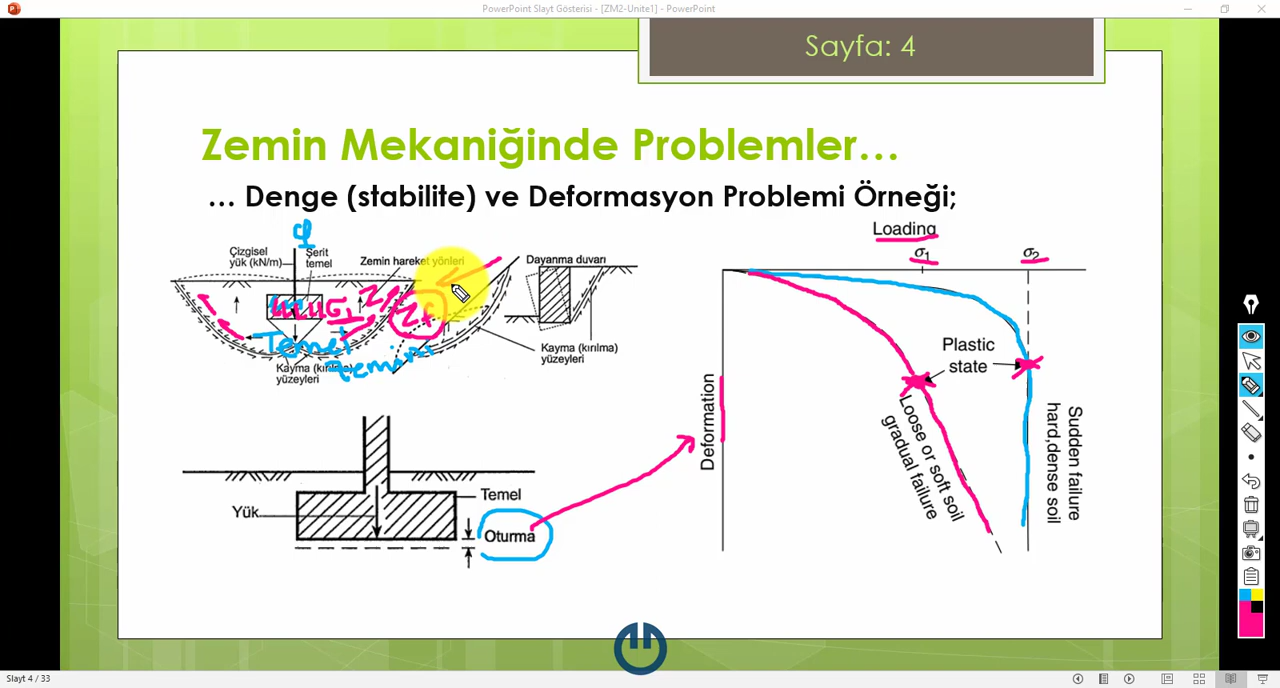 PowerPoint Slayt Gösterisi - [ZM2-Unite1] - PowerPoint
Sayfa: 4
Zemin Mekaniğinde Problemler...
... Denge (stabilite) ve Deformasyon Problemi Örneği;
q
Çizgisel
yük (kN/m)
Şerit
temel
Zemin hareket yönleri
Dayanma duvarı
Temel
zemini
Kayma (kırılma)
yüzeyleri
Kayma (kırılma)
yüzeyleri
Yük
Temel
Oturma
Loading
σ1
σ2
Deformation
Plastic
state
Loose or soft soil
gradual failure
Sudden failure
hard,dense soil
Slayt 4 / 33